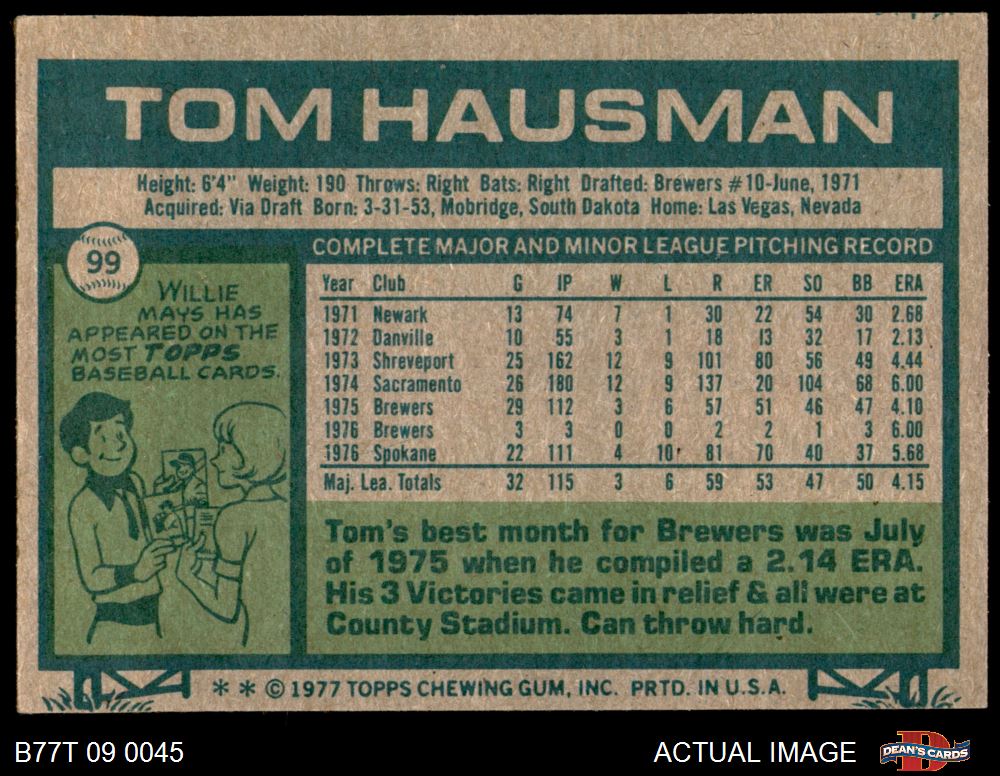 TOM HAUSMAN
Height: 6'4" Weight: 190 Throws: Right Bats: Right Drafted: Brewers #10-June, 1971
Acquired: Via Draft Born: 3-31-53, Mobridge, South Dakota Home: Las Vegas, Nevada
99
WILLIE
MAYS HAS
APPEARED ON THE
MOST TOPPS
BASEBALL CARDS.
COMPLETE MAJOR AND MINOR LEAGUE PITCHING RECORD
Year Club G IP W L R ER SO BB ERA
1971 Newark 13 74 7 1 30 22 54 30 2.68
1972 Danville 10 55 3 1 18 13 32 17 2.13
1973 Shreveport 25 162 12 9 101 80 56 49 4.44
1974 Sacramento 26 180 12 9 137 20 104 68 6.00
1975 Brewers 29 112 3 6 57 51 46 47 4.10
1976 Brewers 3 3 0 0 2 2 1 3 6.00
1976 Spokane 22 111 4 10 81 70 40 37 5.68
Maj. Lea. Totals 32 115 3 6 59 53 47 50 4.15
Tom's best month for Brewers was July
of 1975 when he compiled a 2.14 ERA.
His 3 Victories came in relief & all were at
County Stadium. Can throw hard.
* * © 1977 TOPPS CHEWING GUM, INC. PRTD. IN U.S.A.
B77T 09 0045
ACTUAL IMAGE
D
DEAN'S CARDS